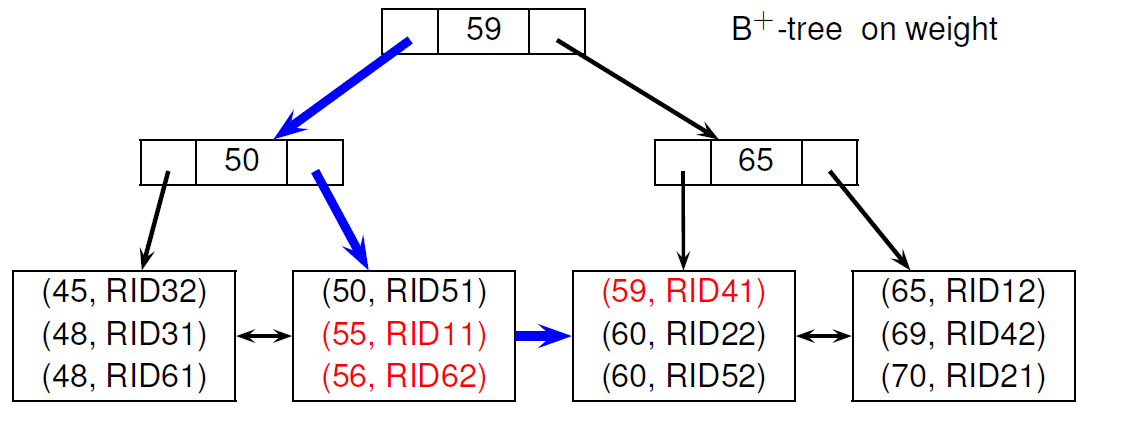 59
B+-tree on weight
50
65
(45, RID32)
(48, RID31)
(48, RID61)
(50, RID51)
(55, RID11)
(56, RID62)
(59, RID41)
(60, RID22)
(60, RID52)
(65, RID12)
(69, RID42)
(70, RID21)